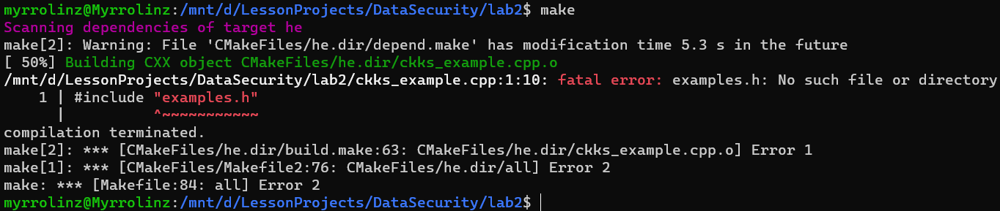 myrrolinz@Myrrolinz:/mnt/d/LessonProjects/DataSecurity/lab2$ make
Scanning dependencies of target he
make[2]: Warning: File 'CMakeFiles/he.dir/depend.make' has modification time 5.3 s in the future
[ 50%] Building CXX object CMakeFiles/he.dir/ckks_example.cpp.o
/mnt/d/LessonProjects/DataSecurity/lab2/ckks_example.cpp:1:10: fatal error: examples.h: No such file or directory
    1 | #include "examples.h"
      |          ^~~~~~~~~~~~
compilation terminated.
make[2]: *** [CMakeFiles/he.dir/build.make:63: CMakeFiles/he.dir/ckks_example.cpp.o] Error 1
make[1]: *** [CMakeFiles/Makefile2:76: CMakeFiles/he.dir/all] Error 2
make: *** [Makefile:84: all] Error 2
myrrolinz@Myrrolinz:/mnt/d/LessonProjects/DataSecurity/lab2$